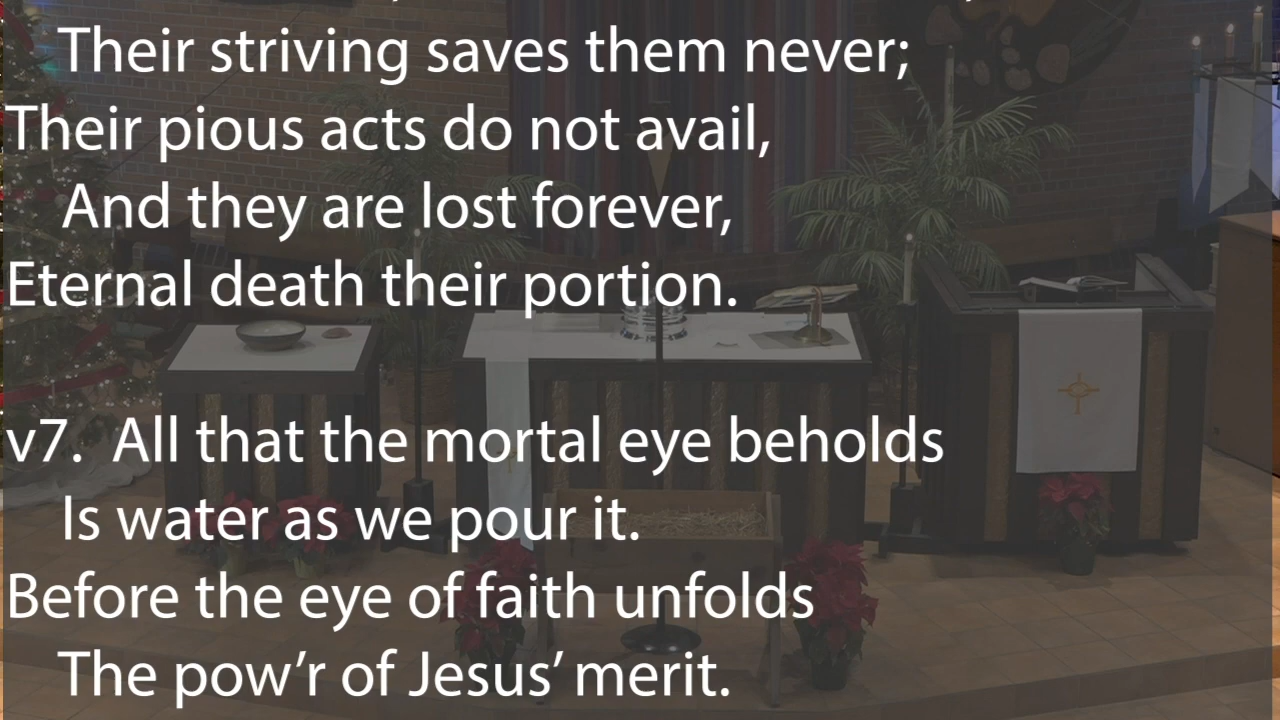 Their striving saves them never;
Their pious acts do not avail,
And they are lost forever,
Eternal death their portion.
v7.  All that the mortal eye beholds
Is water as we pour it.
Before the eye of faith unfolds
The pow’r of Jesus’ merit.